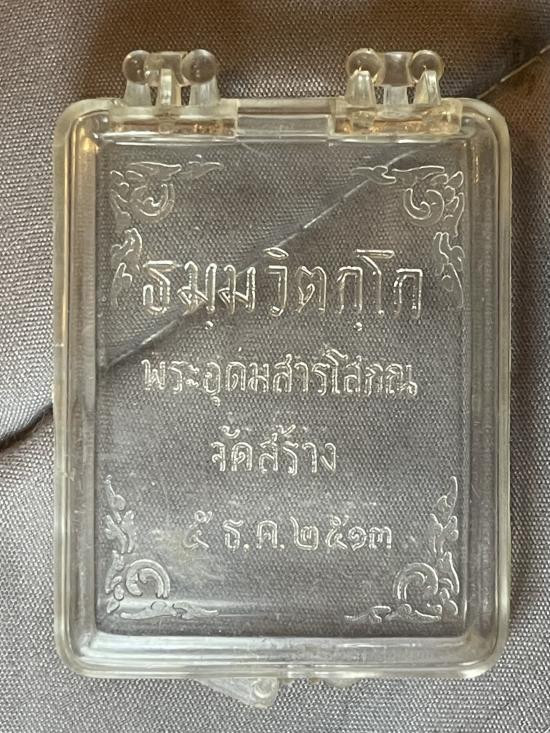 ธมฺมวิตกฺโก
พระอุดมสารโสภณ
จัดสร้าง
๕ ธ.ค.๒๕๑๓